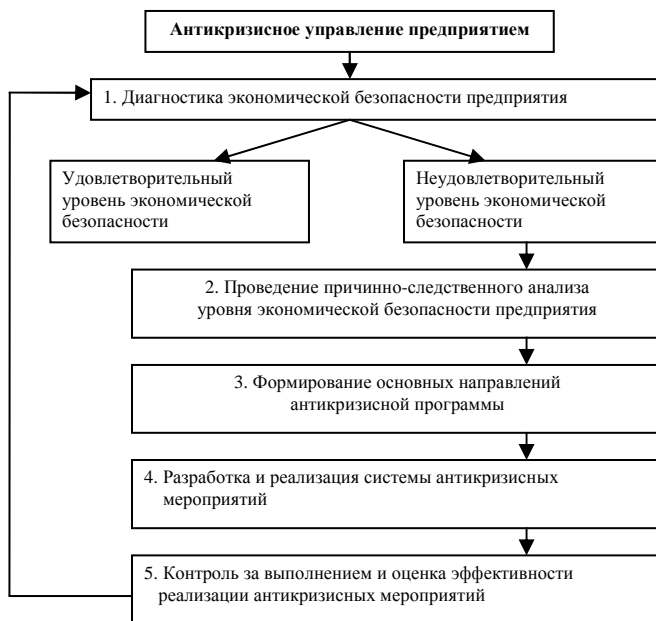 Антикризисное управление предприятием
1. Диагностика экономической безопасности предприятия
Удовлетворительный
уровень экономической
безопасности
Неудовлетворительный
уровень экономической
безопасности
2. Проведение причинно-следственного анализа
уровня экономической безопасности предприятия
3. Формирование основных направлений
антикризисной программы
4. Разработка и реализация системы антикризисных
мероприятий
5. Контроль за выполнением и оценка эффективности
реализации антикризисных мероприятий